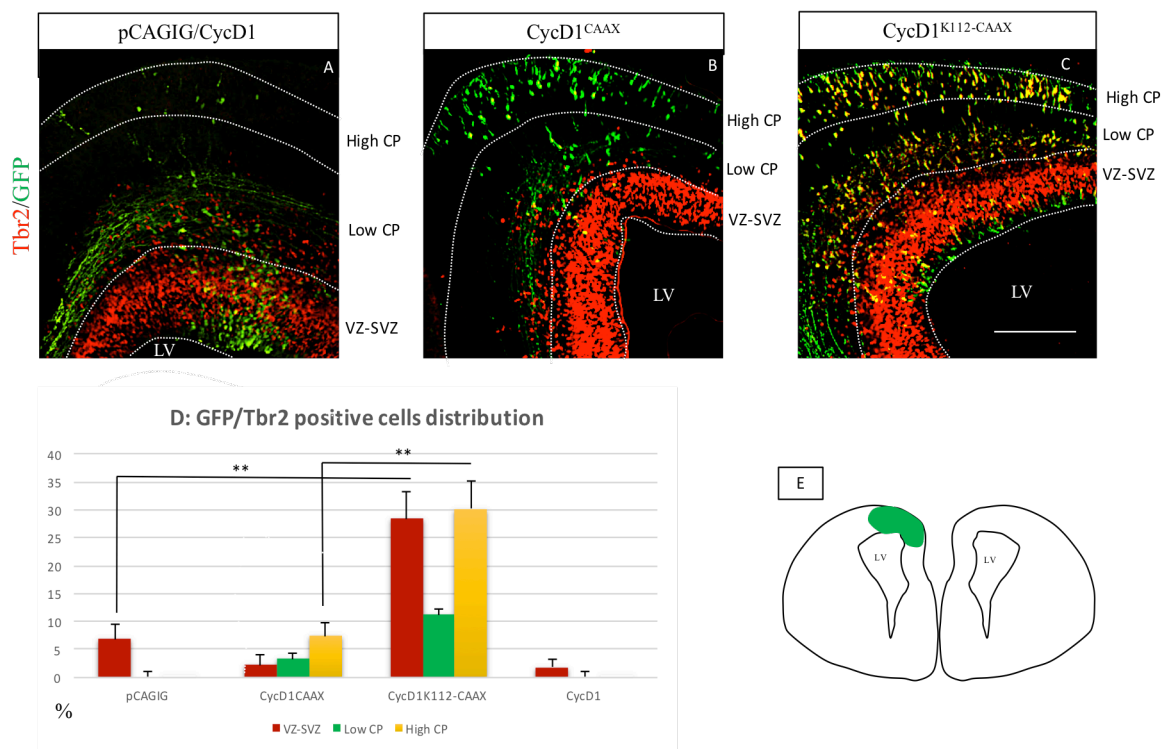 pCAGIG/CycD1
CycD1CAAX
CycD1K112-CAAX
Tbr2/GFP
A
High CP
Low CP
VZ-SVZ
LV
B
High CP
Low CP
VZ-SVZ
LV
C
High CP
Low CP
VZ-SVZ
LV
D: GFP/Tbr2 positive cells distribution
40
35
30
25
20
15
10
5
0
**
**
pCAGIG
CycD1CAAX
CycD1K112-CAAX
CycD1
%
VZ-SVZ
Low CP
High CP
E
LV
LV